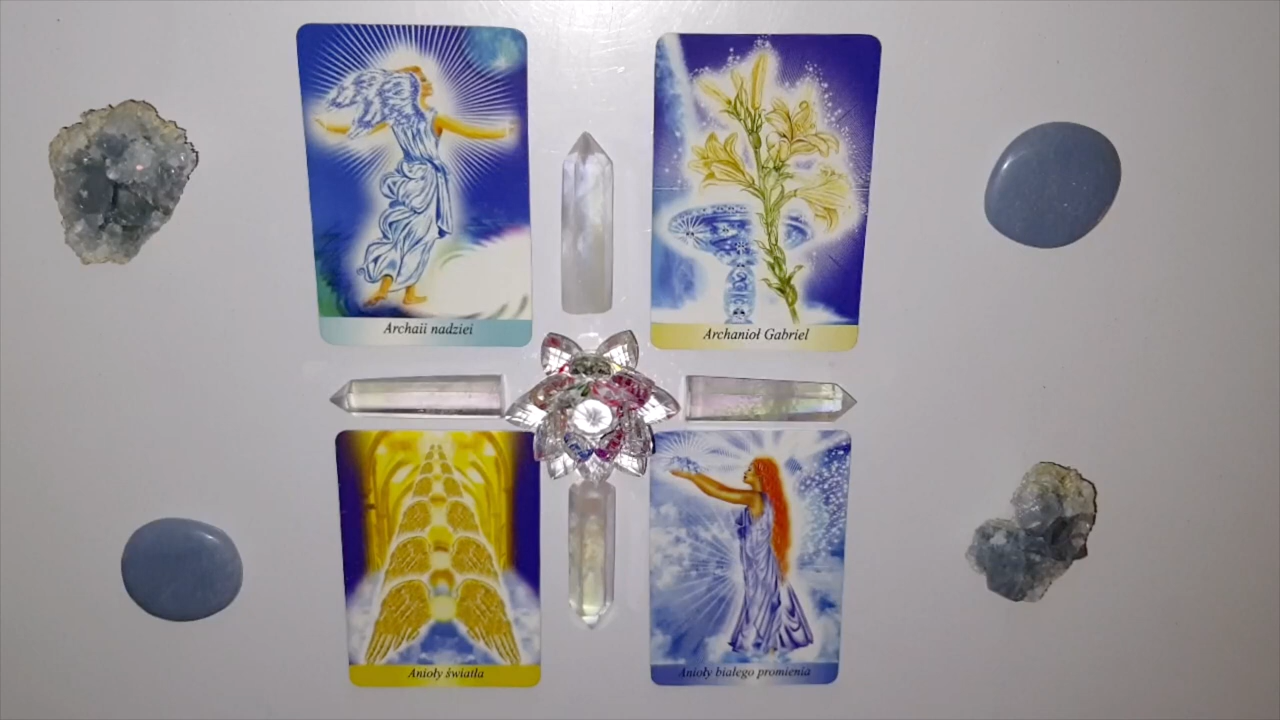 Archaii nadziei
Archanioł Gabriel
Anioły światła
Anioły białego promienia